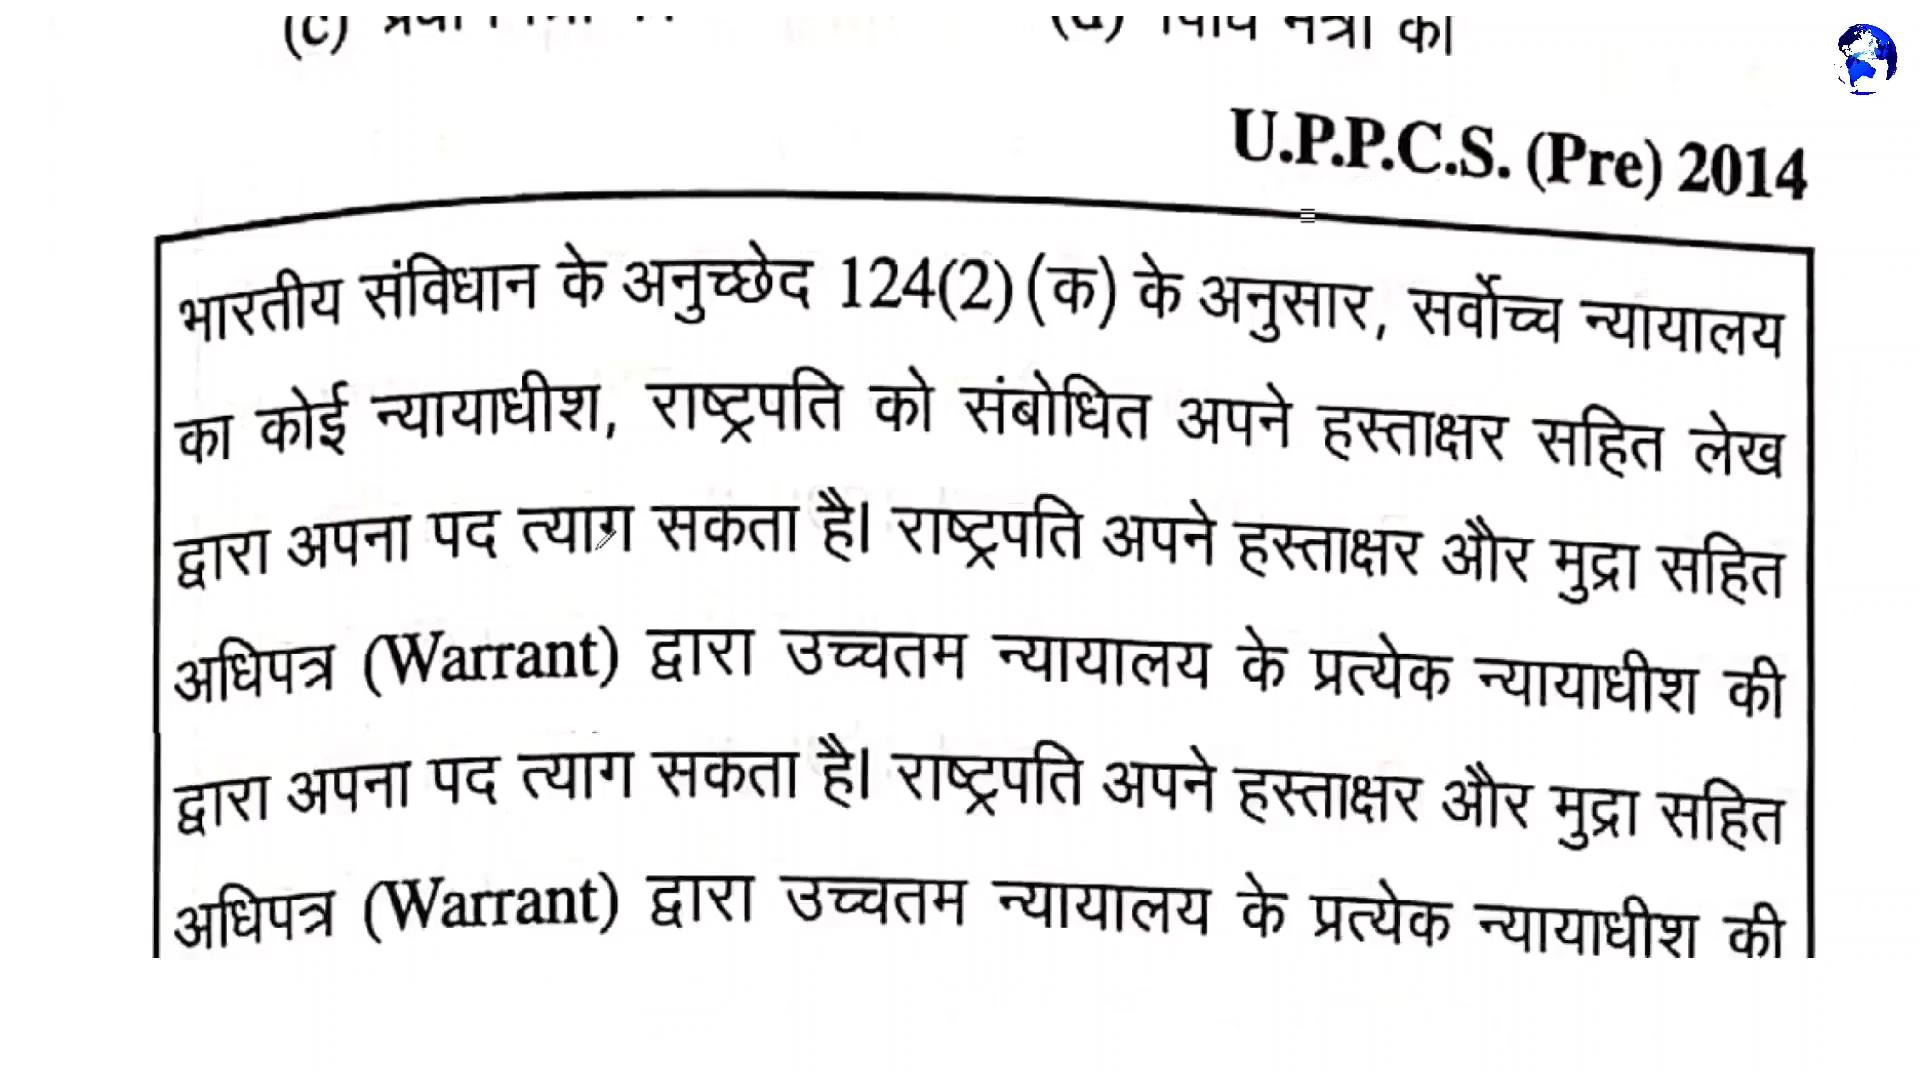 (c)
(d) विधि मंत्री को
U.P.P.C.S. (Pre) 2014
भारतीय संविधान के अनुच्छेद 124(2) (क) के अनुसार, सर्वोच्च न्यायालय
का कोई न्यायाधीश, राष्ट्रपति को संबोधित अपने हस्ताक्षर सहित लेख
द्वारा अपना पद त्याग सकता है। राष्ट्रपति अपने हस्ताक्षर और मुद्रा सहित
अधिपत्र (Warrant) द्वारा उच्चतम न्यायालय के प्रत्येक न्यायाधीश की
द्वारा अपना पद त्याग सकता है। राष्ट्रपति अपने हस्ताक्षर और मुद्रा सहित
अधिपत्र (Warrant) द्वारा उच्चतम न्यायालय के प्रत्येक न्यायाधीश की